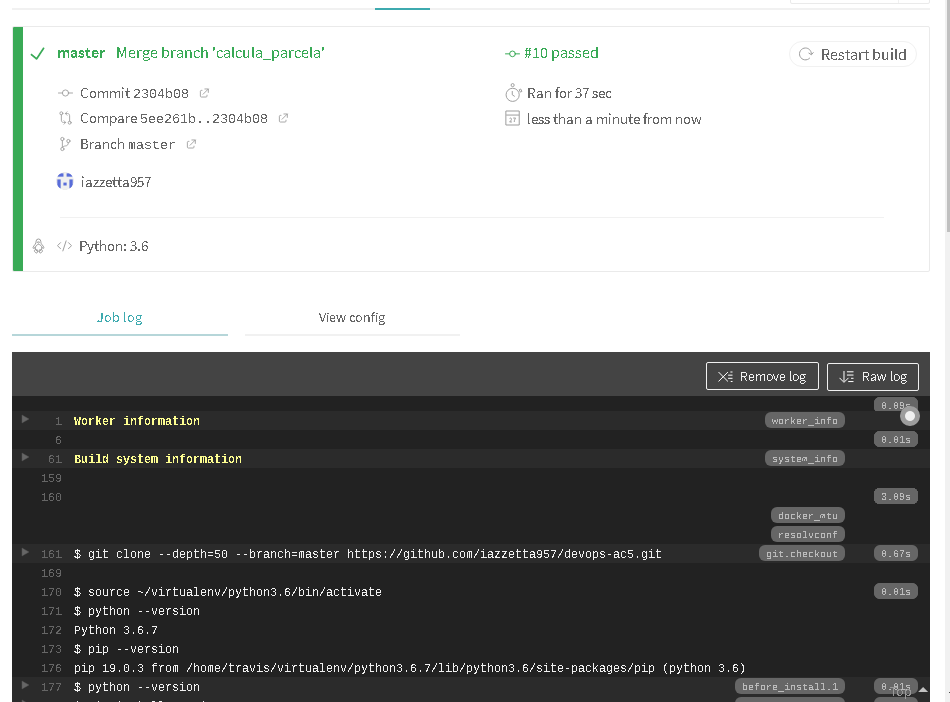 master Merge branch 'calcula_parcela' #10 passed Restart build
Commit 2304b08 Ran for 37 sec
Compare 5ee261b..2304b08 less than a minute from now
Branch master
iazzetta957
</> Python: 3.6
Job log View config
Remove log Raw log
0.09s
1 Worker information worker_info
6 0.01s
61 Build system information system_info
159
160 3.09s
docker_mtu
resolvconf
161 $ git clone --depth=50 --branch=master https://github.com/iazzetta957/devops-ac5.git git.checkout 0.67s
169
170 $ source ~/virtualenv/python3.6/bin/activate 0.01s
171 $ python --version
172 Python 3.6.7
173 $ pip --version
176 pip 19.0.3 from /home/travis/virtualenv/python3.6.7/lib/python3.6/site-packages/pip (python 3.6)
177 $ python --version before_install.1 0.01s
Top